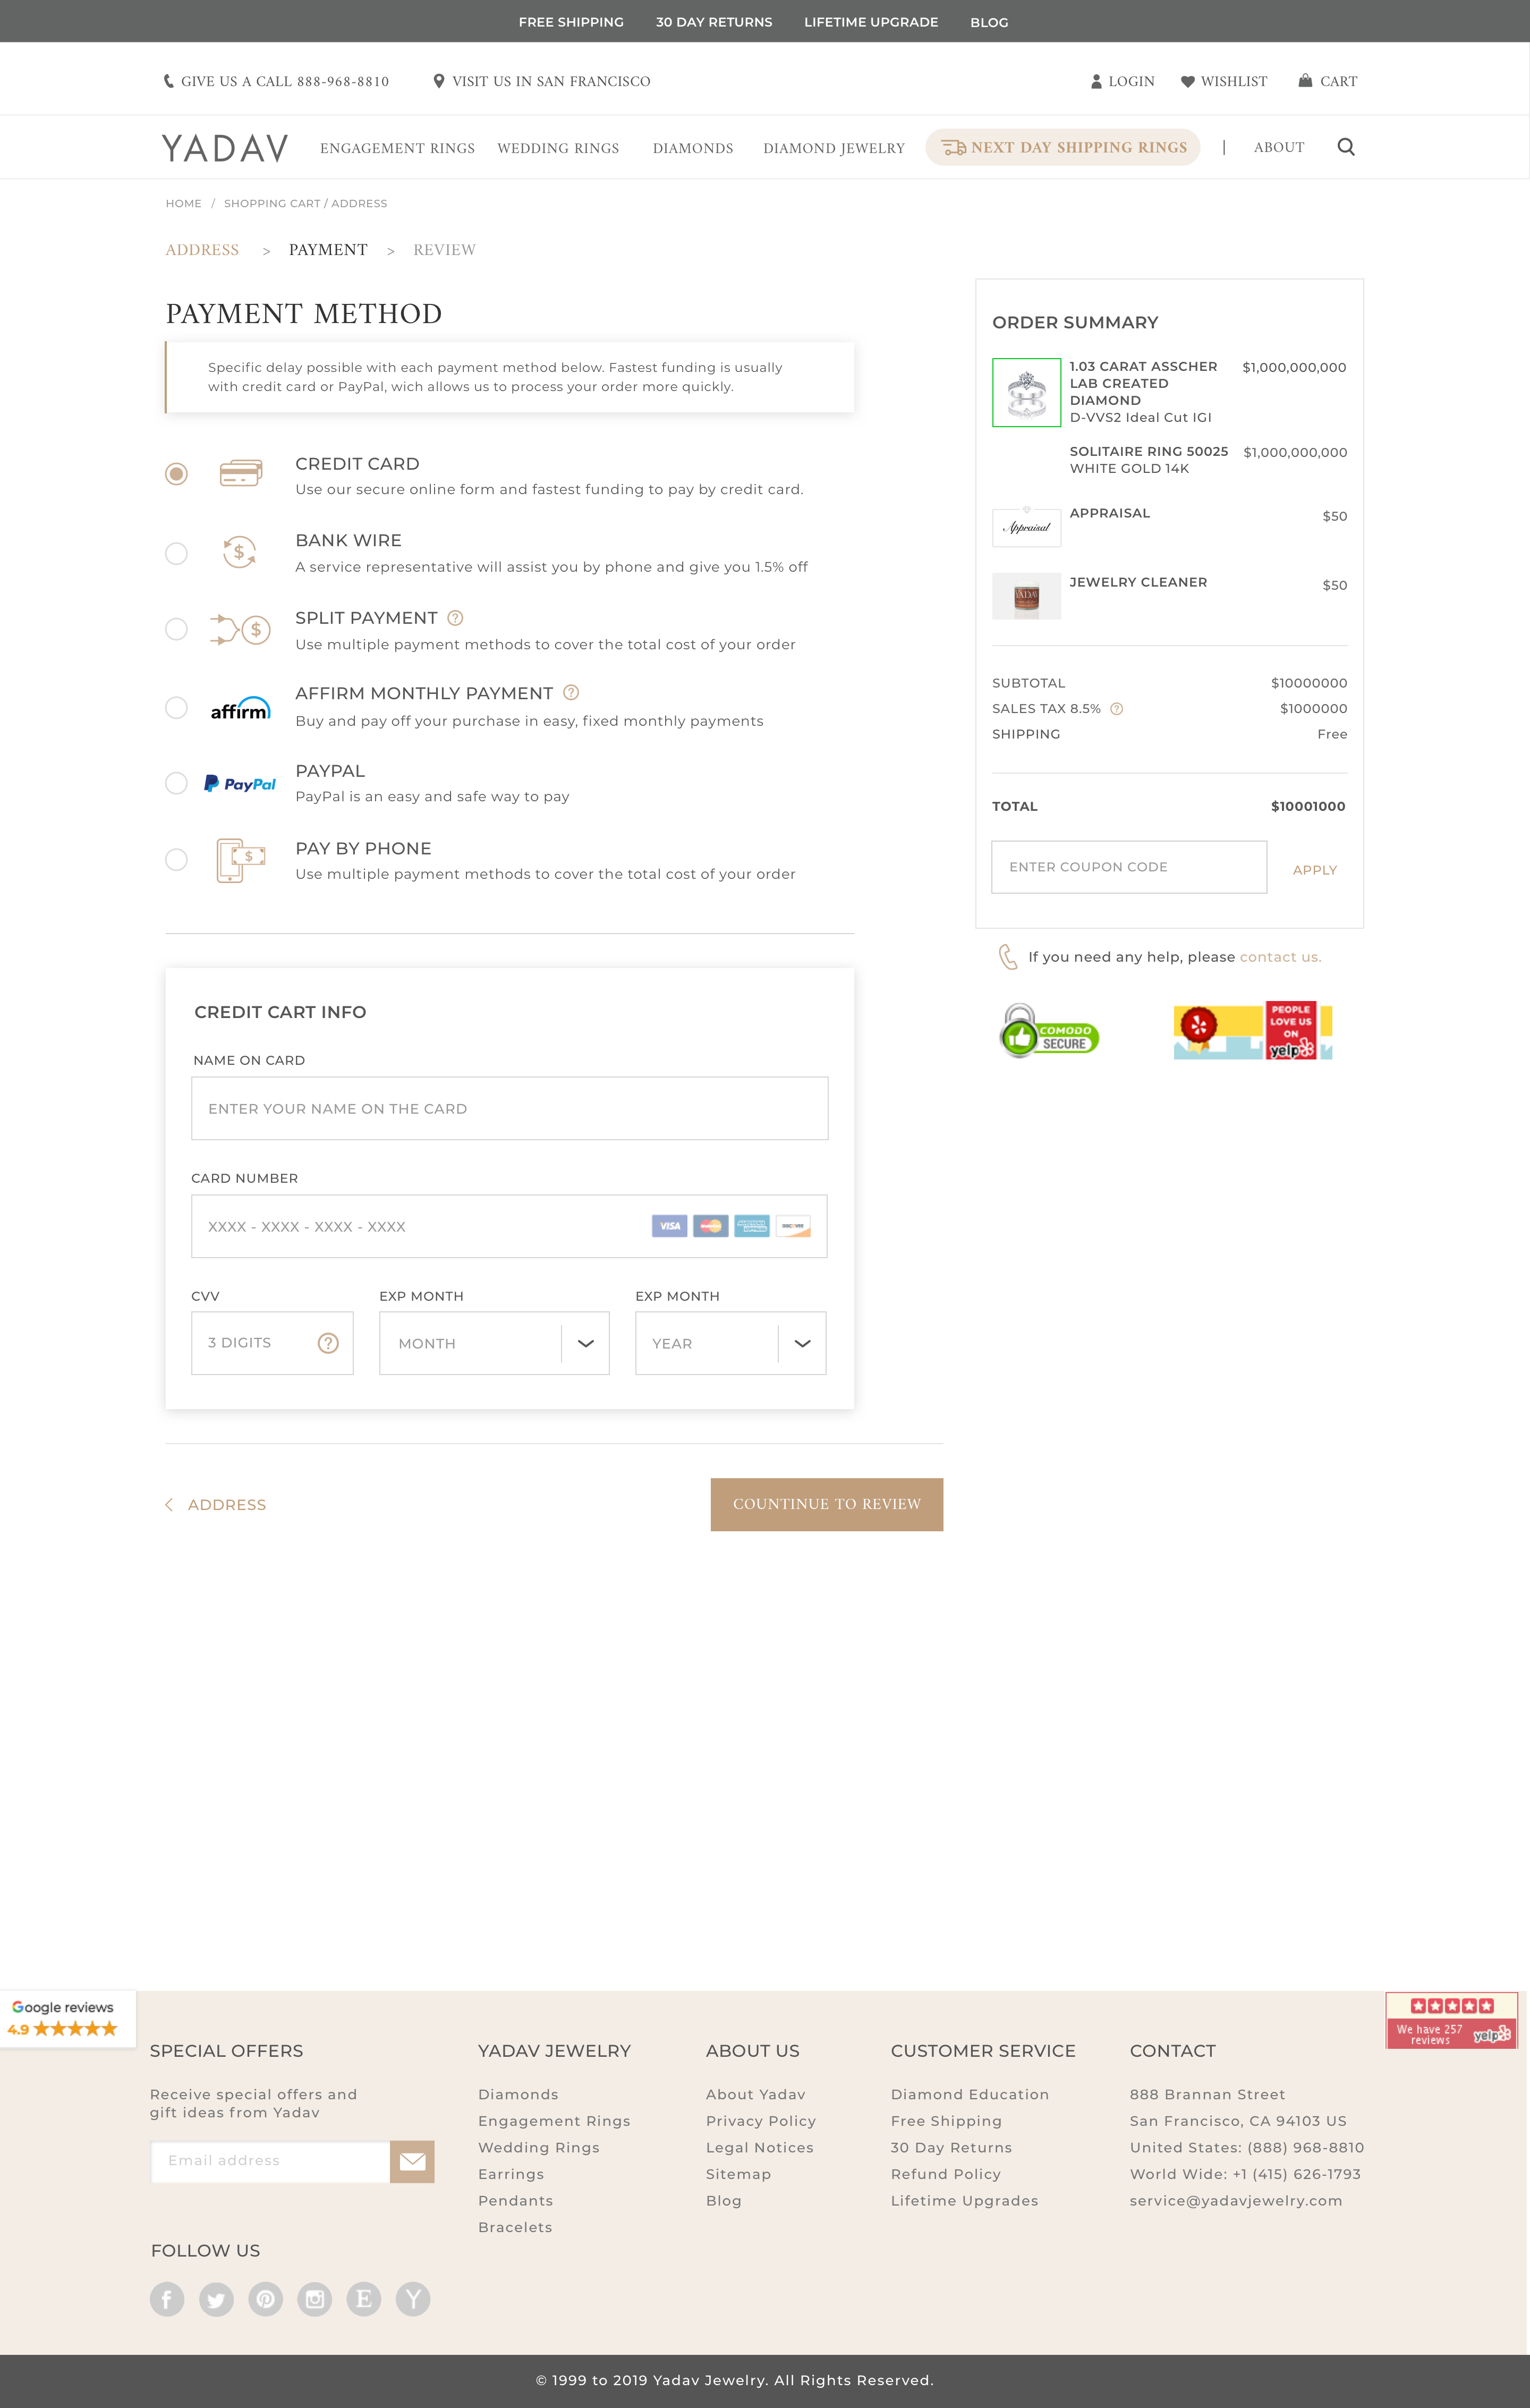 FREE SHIPPING 30 DAY RETURNS LIFETIME UPGRADE BLOG
GIVE US A CALL 888-968-8810 VISIT US IN SAN FRANCISCO LOGIN WISHLIST CART
YADAV ENGAGEMENT RINGS WEDDING RINGS DIAMONDS DIAMOND JEWELRY NEXT DAY SHIPPING RINGS | ABOUT
HOME / SHOPPING CART / ADDRESS
ADDRESS > PAYMENT > REVIEW
PAYMENT METHOD
Specific delay possible with each payment method below. Fastest funding is usually
with credit card or PayPal, wich allows us to process your order more quickly.
CREDIT CARD
Use our secure online form and fastest funding to pay by credit card.
$
BANK WIRE
A service representative will assist you by phone and give you 1.5% off
$
SPLIT PAYMENT ?
Use multiple payment methods to cover the total cost of your order
affirm
AFFIRM MONTHLY PAYMENT ?
Buy and pay off your purchase in easy, fixed monthly payments
PayPal
PAYPAL
PayPal is an easy and safe way to pay
$
PAY BY PHONE
Use multiple payment methods to cover the total cost of your order
CREDIT CART INFO
NAME ON CARD
ENTER YOUR NAME ON THE CARD
CARD NUMBER
XXXX - XXXX - XXXX - XXXX VISA DISCOVER
CVV EXP MONTH EXP MONTH
3 DIGITS ? MONTH YEAR
ADDRESS
COUNTINUE TO REVIEW
ORDER SUMMARY
1.03 CARAT ASSCHER $1,000,000,000
LAB CREATED
DIAMOND
D-VVS2 Ideal Cut IGI
SOLITAIRE RING 50025 $1,000,000,000
WHITE GOLD 14K
Appraisal
APPRAISAL $50
YADAV
JEWELRY CLEANER $50
SUBTOTAL $10000000
SALES TAX 8.5% ? $1000000
SHIPPING Free
TOTAL $10001000
ENTER COUPON CODE APPLY
If you need any help, please contact us.
COMODO
SECURE
PEOPLE
LOVE US
ON
yelp
Google reviews
4.9
We have 257
reviews yelp
SPECIAL OFFERS
Receive special offers and
gift ideas from Yadav
Email address
FOLLOW US
f E Y
YADAV JEWELRY
Diamonds
Engagement Rings
Wedding Rings
Earrings
Pendants
Bracelets
ABOUT US
About Yadav
Privacy Policy
Legal Notices
Sitemap
Blog
CUSTOMER SERVICE
Diamond Education
Free Shipping
30 Day Returns
Refund Policy
Lifetime Upgrades
CONTACT
888 Brannan Street
San Francisco, CA 94103 US
United States: (888) 968-8810
World Wide: +1 (415) 626-1793
service@yadavjewelry.com
© 1999 to 2019 Yadav Jewelry. All Rights Reserved.